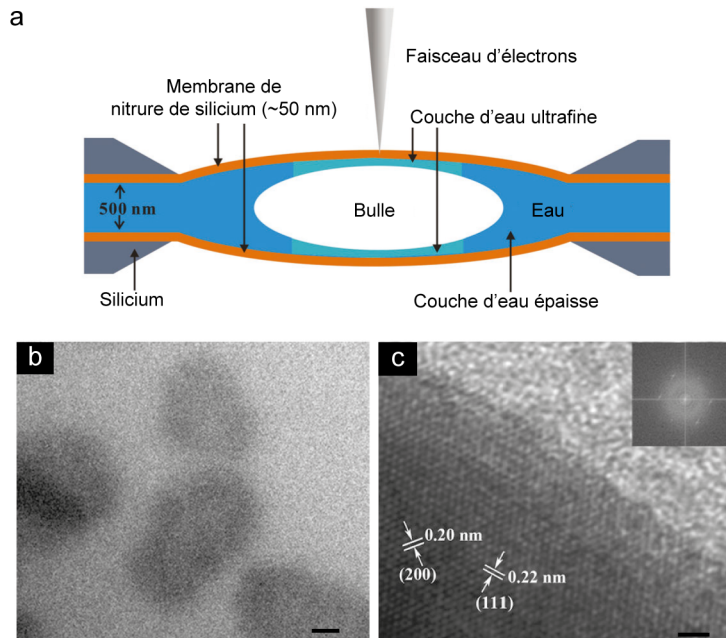 a
Faisceau d'électrons
Membrane de
nitrure de silicium (~50 nm)
Couche d'eau ultrafine
500 nm
Bulle
Eau
Silicium
Couche d'eau épaisse
b
c
0.20 nm
(200)
0.22 nm
(111)